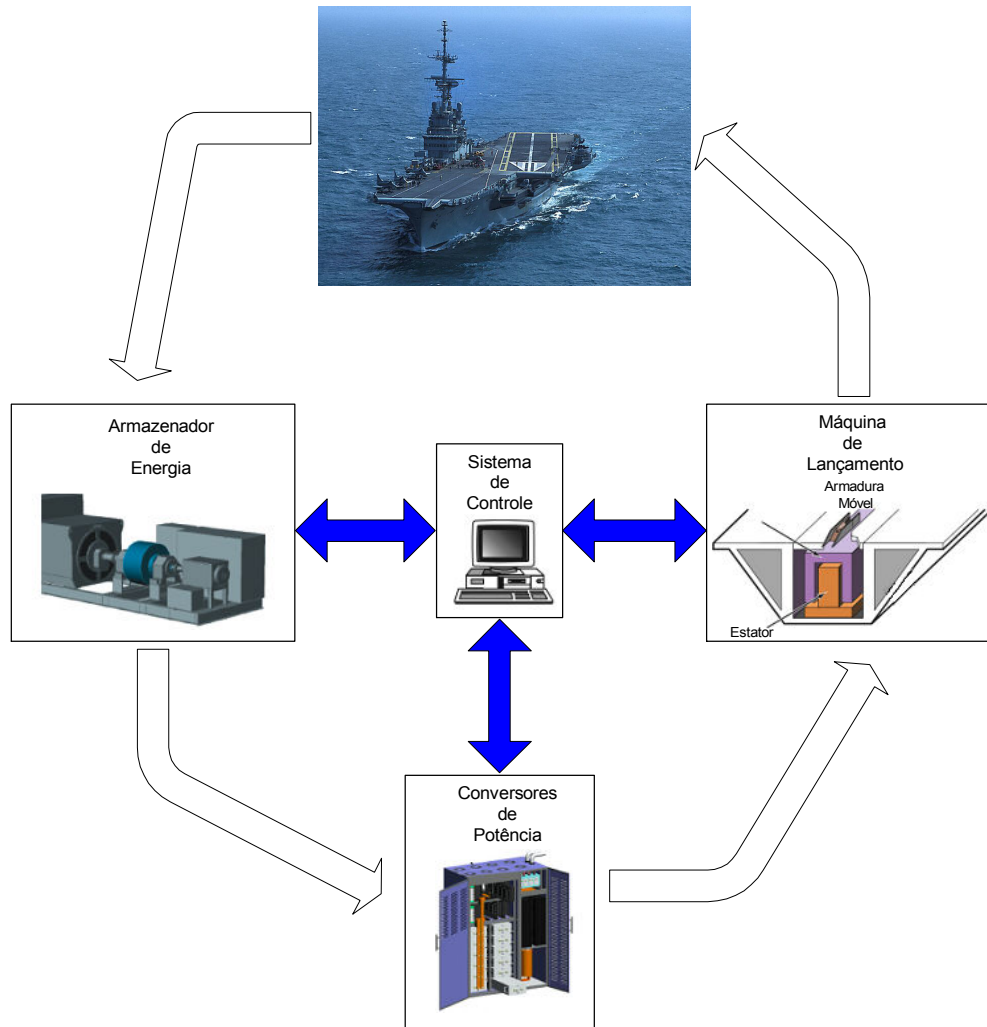 Armazenador
de
Energia
Sistema
de
Controle
Máquina
de
Lançamento
Armadura
Móvel
Estator
Conversores
de
Potência